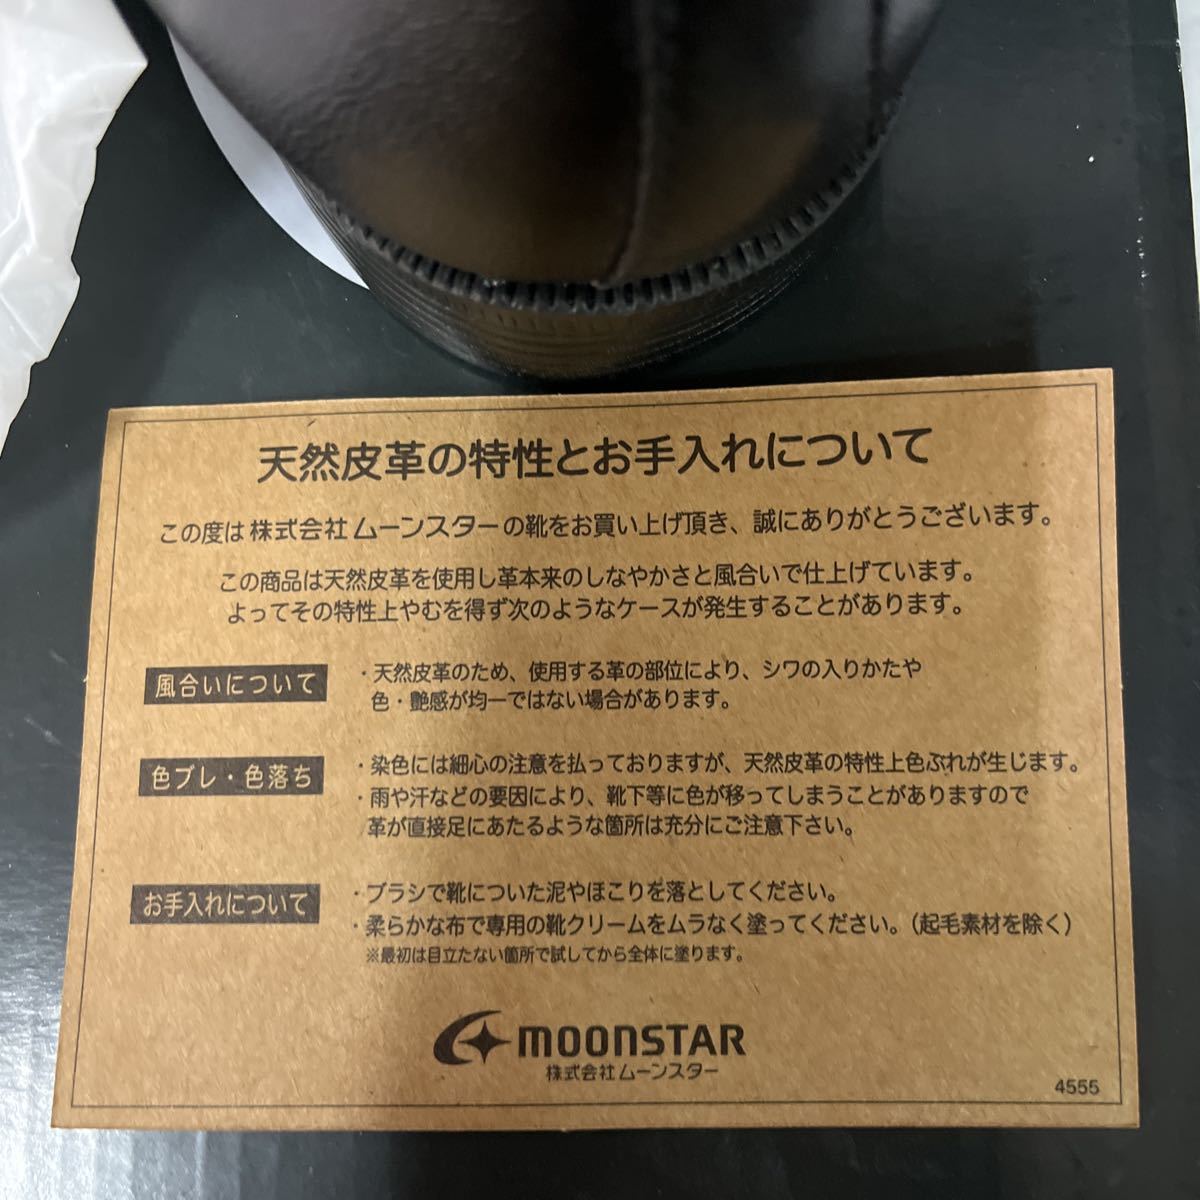 天然皮革の特性とお手入れについて
この度は 株式会社 ムーンスターの靴をお買い上げ頂き、誠にありがとうございます。
この商品は天然皮革を使用し革本来のしなやかさと風合いで仕上げています。
よってその特性上やむを得ず次のようなケースが発生することがあります。
風合いについて
・天然皮革のため、使用する革の部位により、シワの入りかたや
色・艶感が均一ではない場合があります。
色ブレ・色落ち
・染色には細心の注意を払っておりますが、天然皮革の特性上色ぶれが生じます。
・雨や汗などの要因により、靴下等に色が移ってしまうことがありますので
革が直接足にあたるような箇所は充分にご注意下さい。
お手入れについて
・ブラシで靴についた泥やほこりを落としてください。
・柔らかな布で専用の靴クリームをムラなく塗ってください。(起毛素材を除く)
※最初は目立たない箇所で試してから全体に塗ります。
MOONSTAR
株式会社 ムーンスター
4555